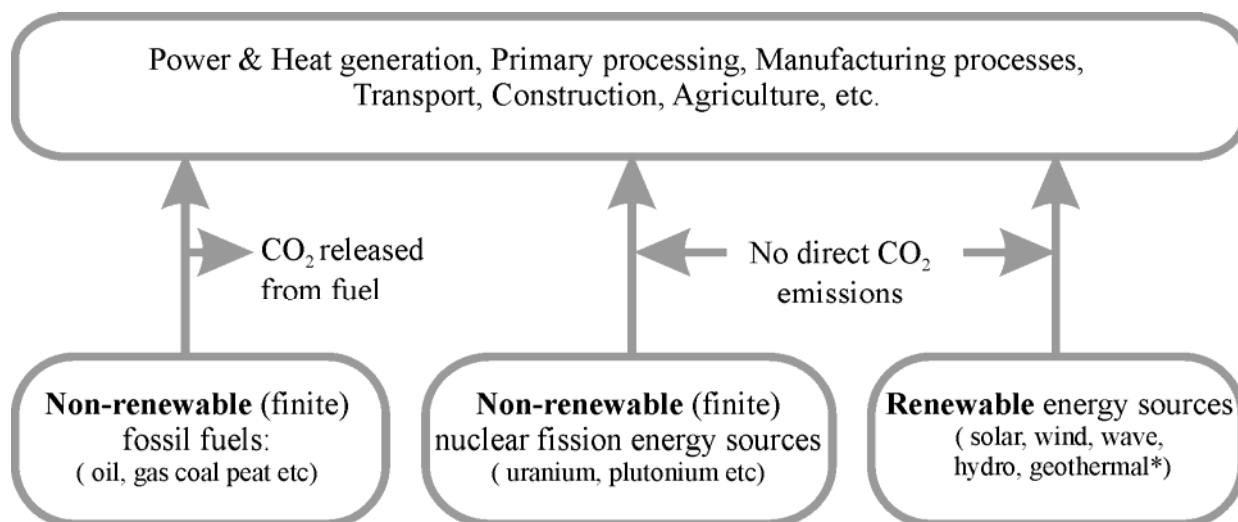 Power & Heat generation, Primary processing, Manufacturing processes,
Transport, Construction, Agriculture, etc.
CO₂ released
from fuel
No direct CO₂
emissions
Non-renewable (finite)
fossil fuels:
( oil, gas coal peat etc)
Non-renewable (finite)
nuclear fission energy sources
( uranium, plutonium etc)
Renewable energy sources
( solar, wind, wave,
hydro, geothermal*)